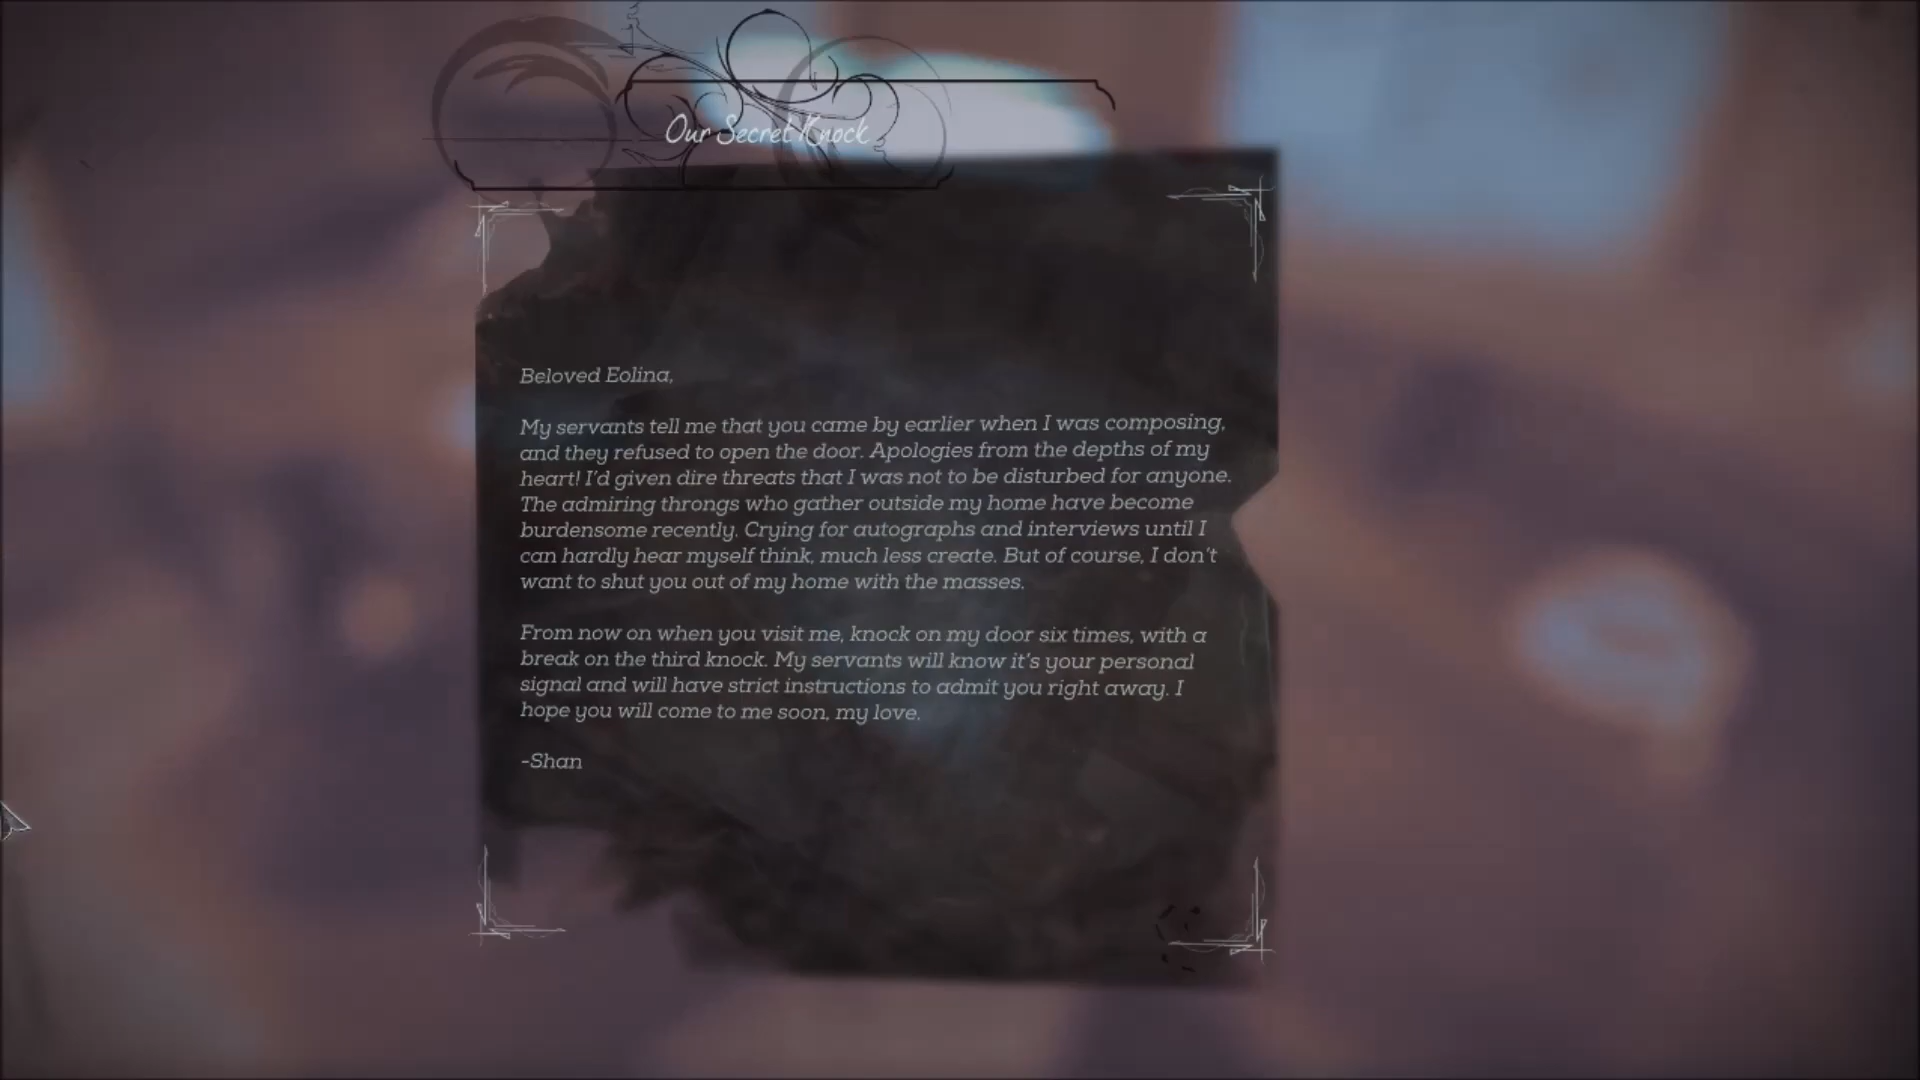 Our Secret Knock
Beloved Eolina,
My servants tell me that you came by earlier when I was composing,
and they refused to open the door. Apologies from the depths of my
heart! I'd given dire threats that I was not to be disturbed for anyone.
The admiring throngs who gather outside my home have become
burdensome recently. Crying for autographs and interviews until I
can hardly hear myself think, much less create. But of course, I don't
want to shut you out of my home with the masses.
From now on when you visit me, knock on my door six times, with a
break on the third knock. My servants will know it's your personal
signal and will have strict instructions to admit you right away. I
hope you will come to me soon, my love.
-Shan